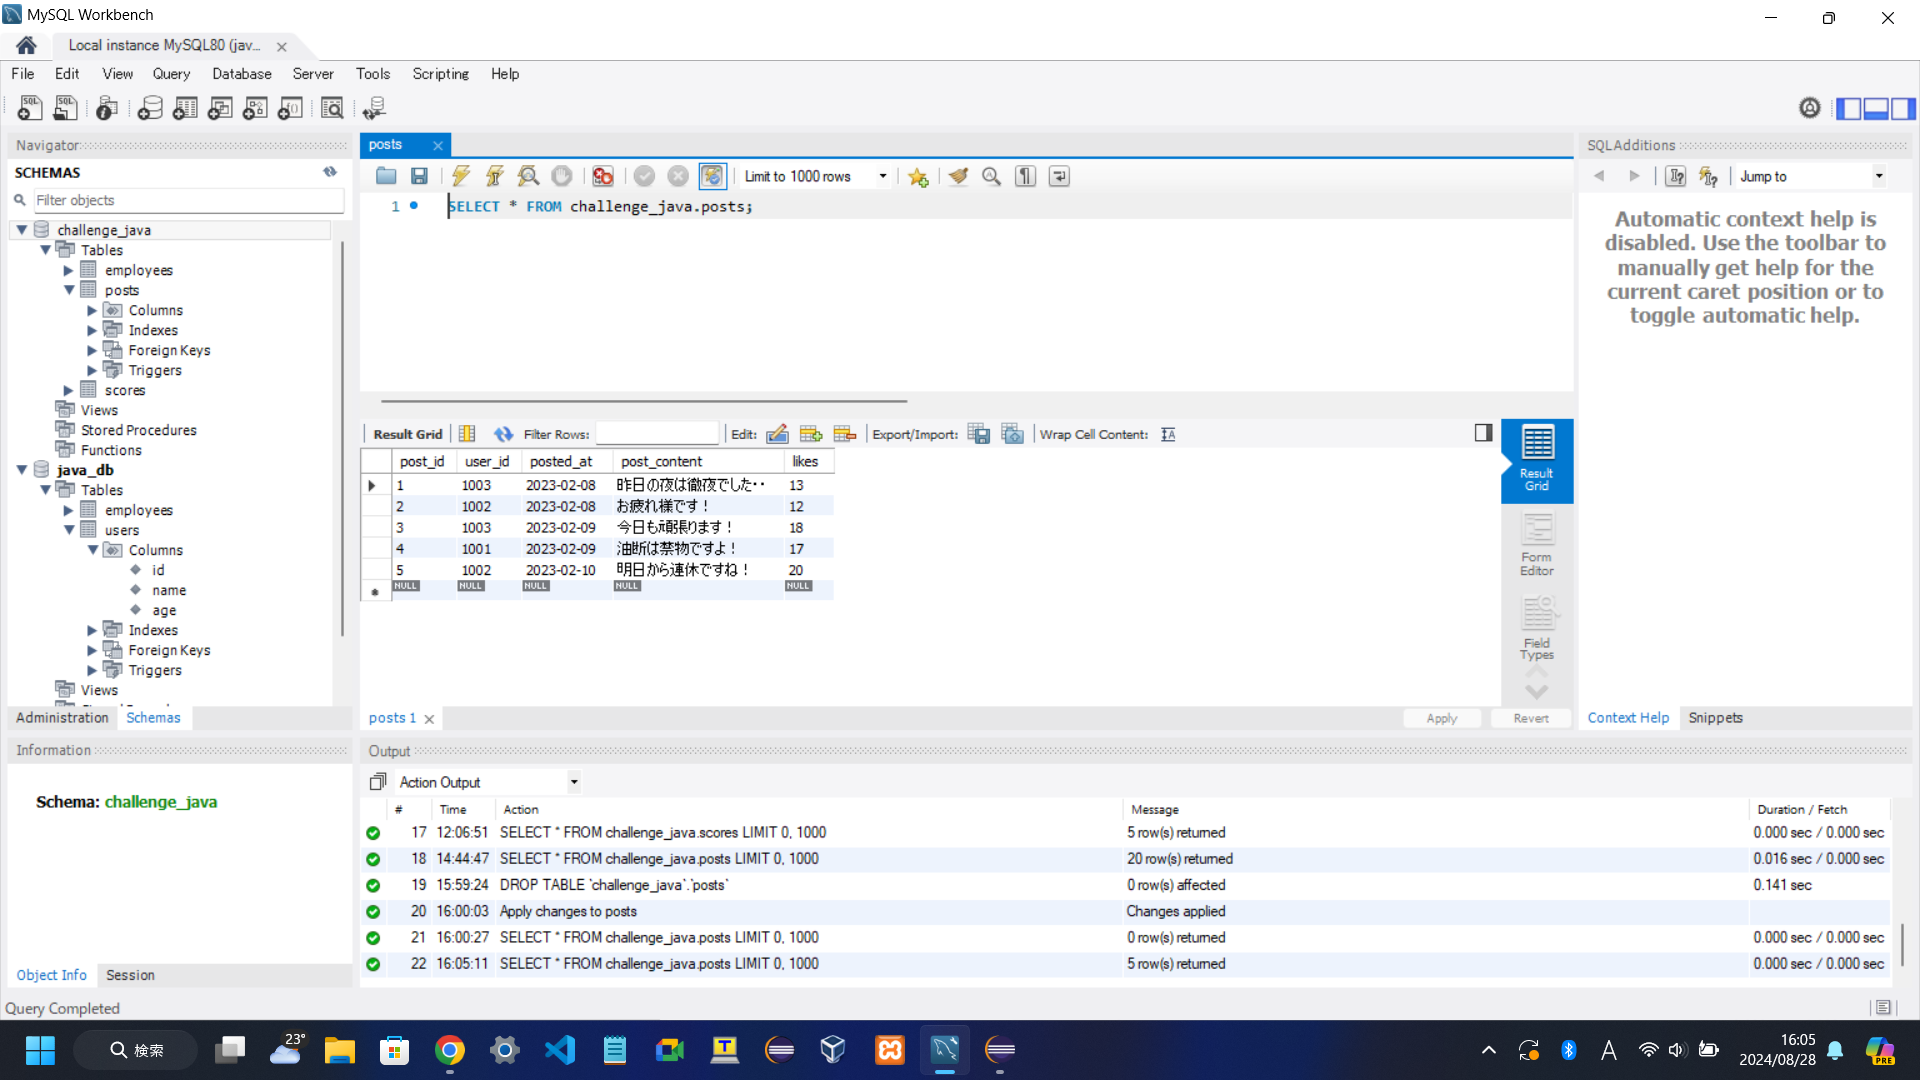 MySQL Workbench
Local instance MySQL80 (jav...
File Edit View Query Database Server Tools Scripting Help
Navigator
SCHEMAS
Filter objects
challenge_java
Tables
employees
posts
Columns
Indexes
Foreign Keys
Triggers
scores
Views
Stored Procedures
Functions
java_db
Tables
employees
users
Columns
id
name
age
Indexes
Foreign Keys
Triggers
Views
Administration Schemas
Information
Schema: challenge_java
Object Info Session
Query Completed
posts
Limit to 1000 rows
1 SELECT * FROM challenge_java.posts;
Result Grid Filter Rows: Edit: Export/Import: Wrap Cell Content:
post_id user_id posted_at post_content likes
1 1003 2023-02-08 昨日の夜は徹夜でした・・ 13
2 1002 2023-02-08 お疲れ様です！ 12
3 1003 2023-02-09 今日も頑張ります！ 18
4 1001 2023-02-09 油断は禁物ですよ！ 17
5 1002 2023-02-10 明日から連休ですね！ 20
NULL NULL NULL NULL NULL
Result
Grid
Form
Editor
Field
Types
posts 1
Apply Revert
SQLAdditions
Jump to
Automatic context help is
disabled. Use the toolbar to
manually get help for the
current caret position or to
toggle automatic help.
Context Help Snippets
Output
Action Output
# Time Action Message Duration / Fetch
17 12:06:51 SELECT * FROM challenge_java.scores LIMIT 0, 1000 5 row(s) returned 0.000 sec / 0.000 sec
18 14:44:47 SELECT * FROM challenge_java.posts LIMIT 0, 1000 20 row(s) returned 0.016 sec / 0.000 sec
19 15:59:24 DROP TABLE `challenge_java`.`posts` 0 row(s) affected 0.141 sec
20 16:00:03 Apply changes to posts Changes applied
21 16:00:27 SELECT * FROM challenge_java.posts LIMIT 0, 1000 0 row(s) returned 0.000 sec / 0.000 sec
22 16:05:11 SELECT * FROM challenge_java.posts LIMIT 0, 1000 5 row(s) returned 0.000 sec / 0.000 sec
検索
23°
A
16:05
2024/08/28
PRE